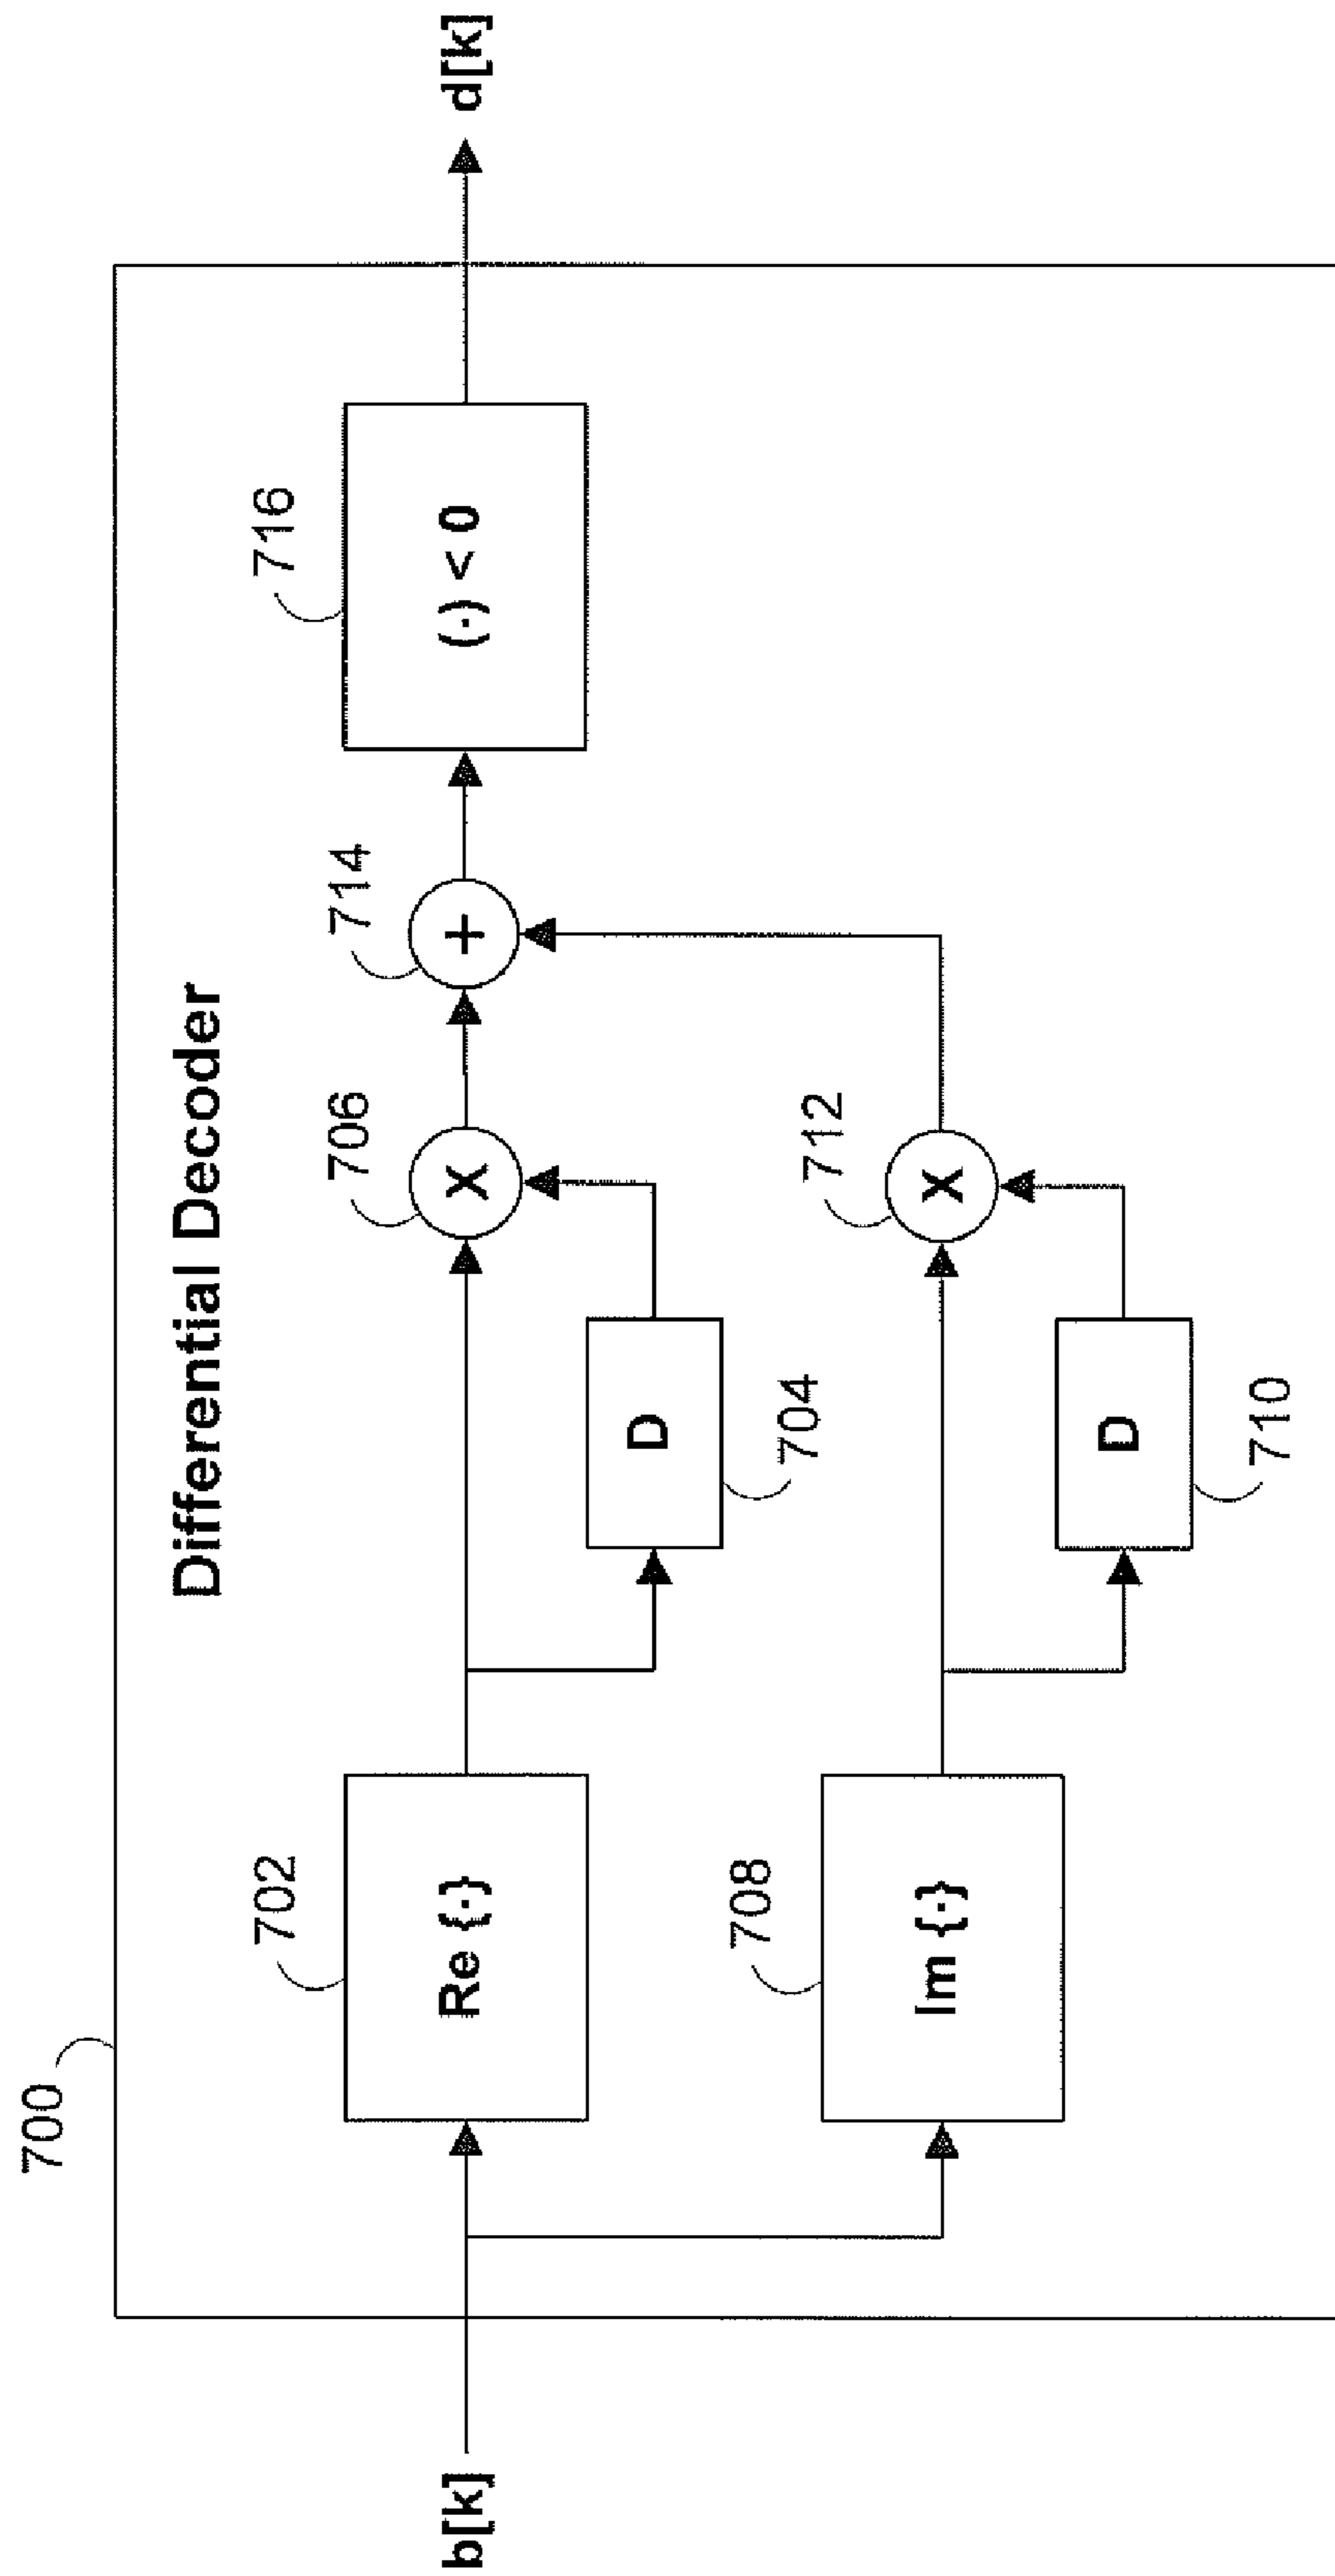 700
Differential Decoder
b[k]
702
Re {·}
704
D
706
X
714
+
716
(·) < 0
d[k]
708
Im {·}
710
D
712
X